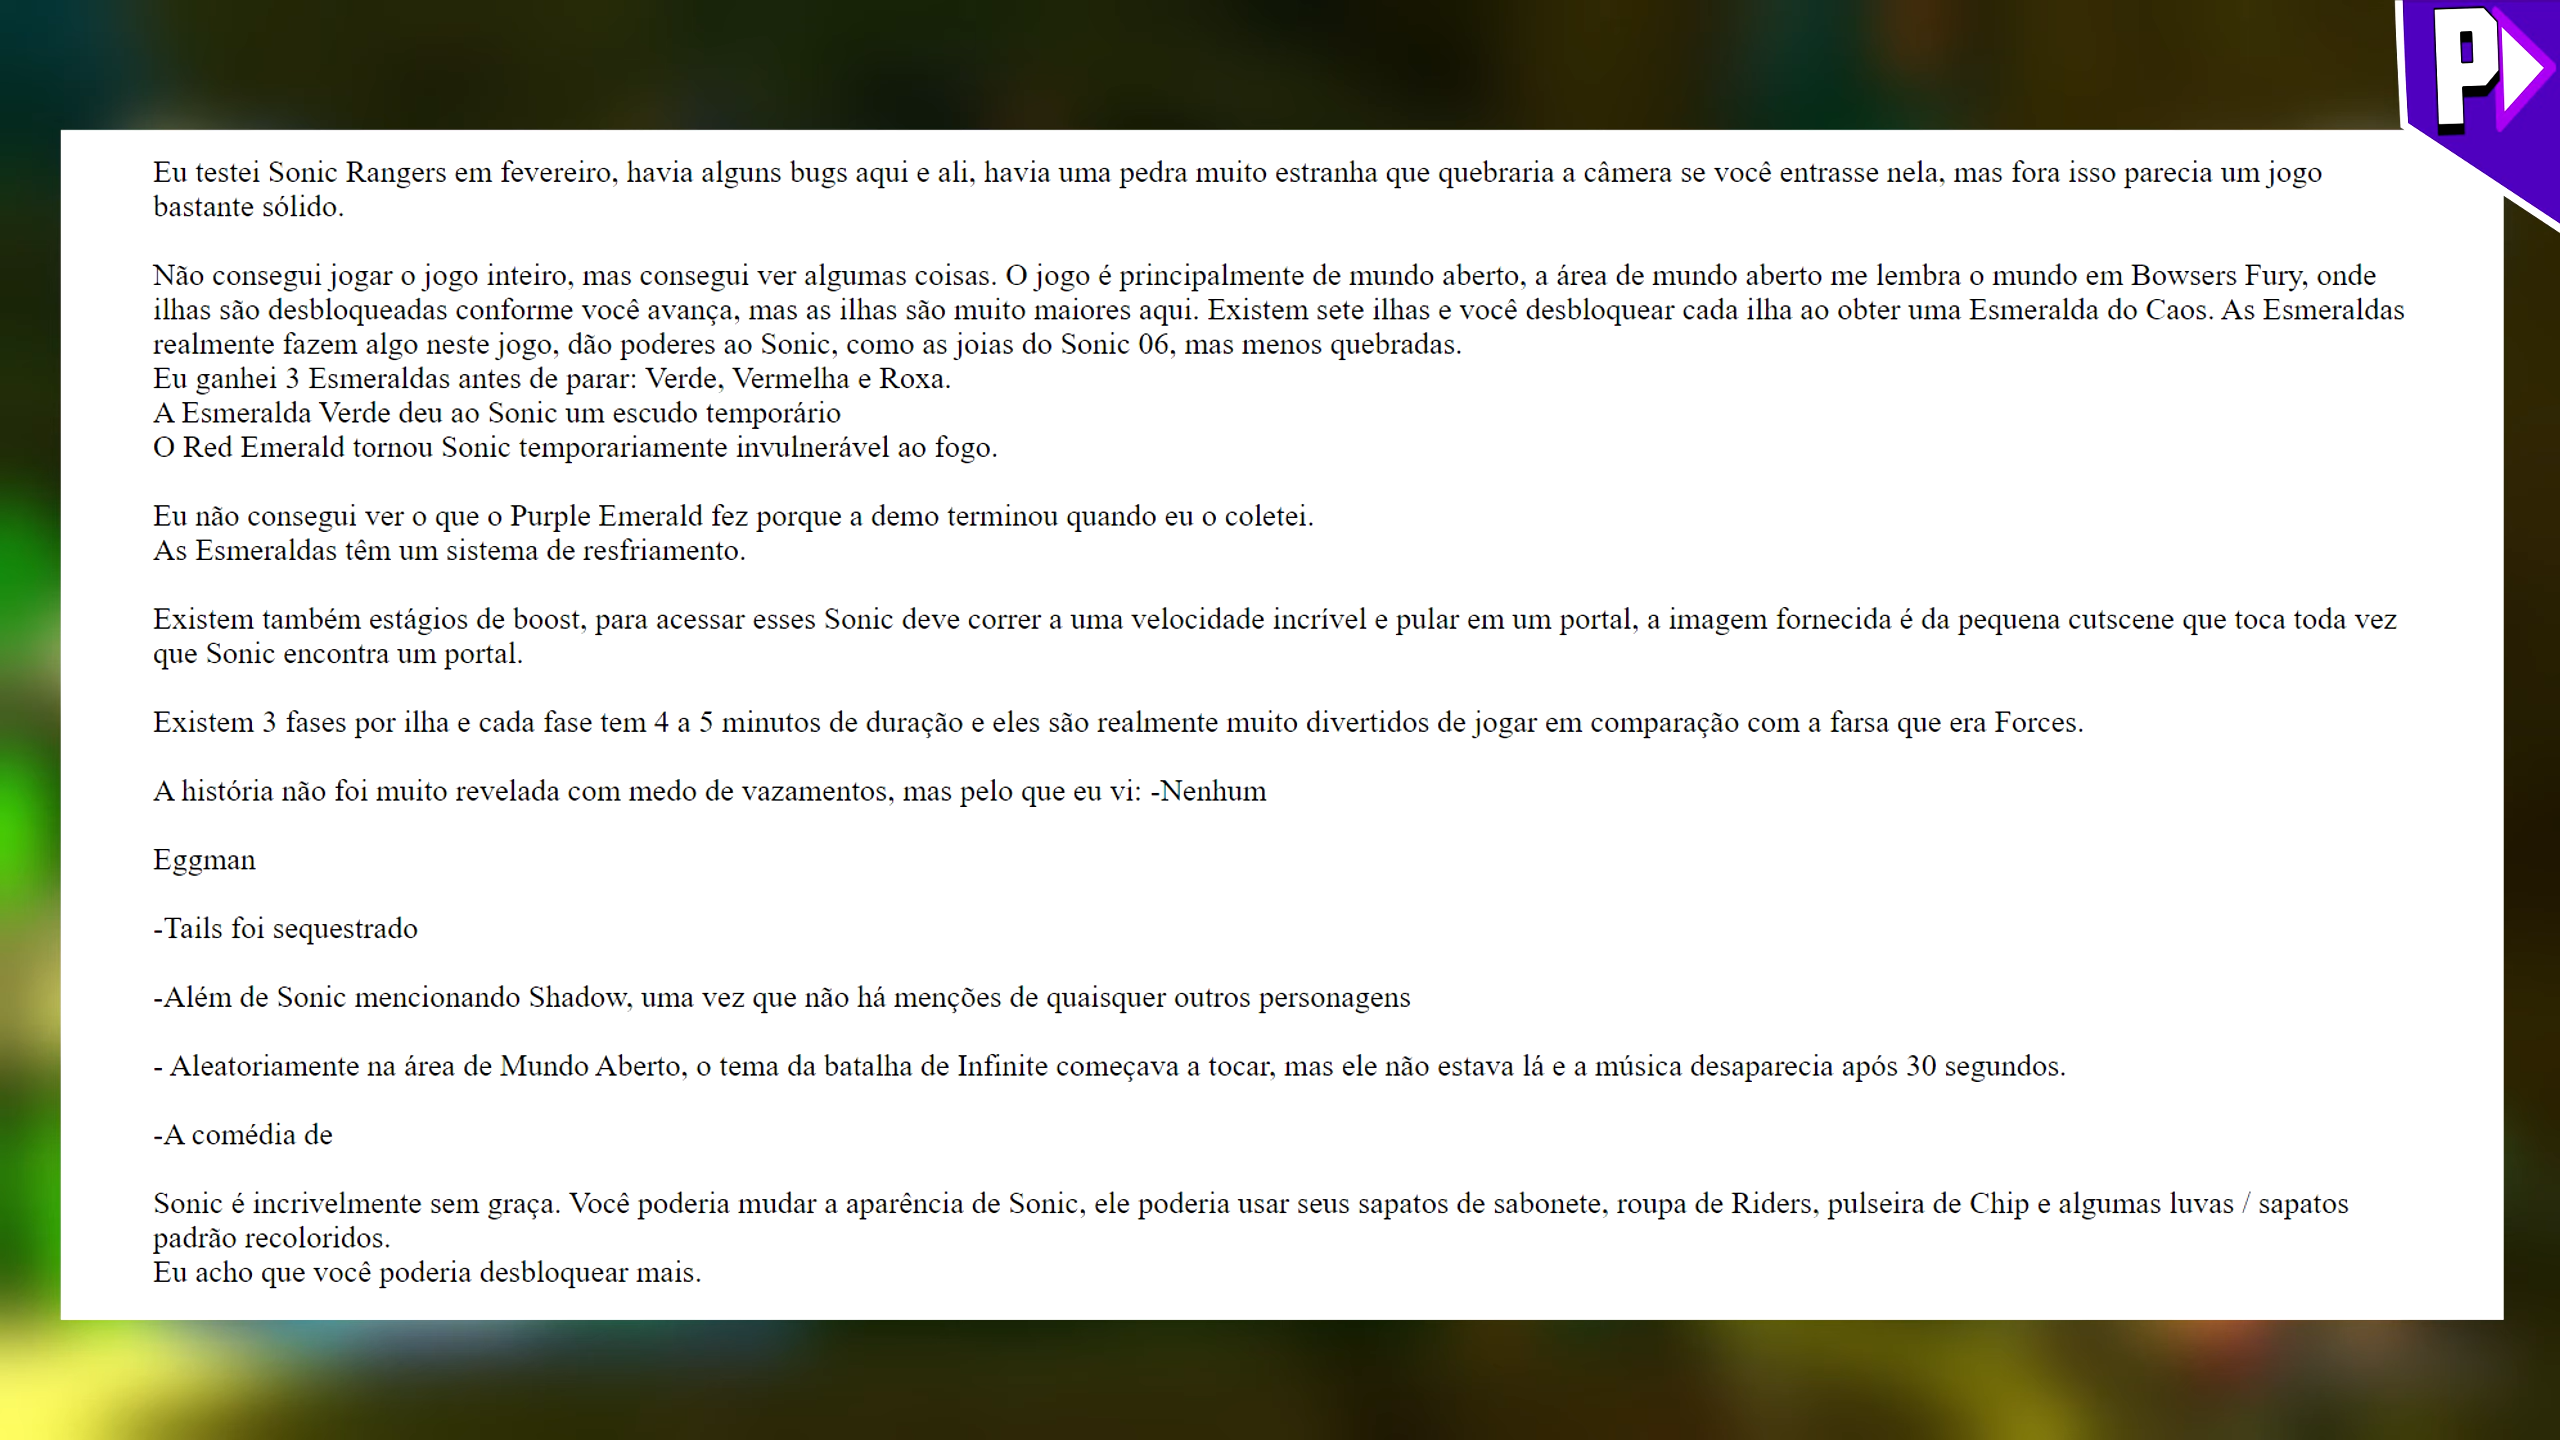 P
Eu testei Sonic Rangers em fevereiro, havia alguns bugs aqui e ali, havia uma pedra muito estranha que quebraria a câmera se você entrasse nela, mas fora isso parecia um jogo
bastante sólido.
Não consegui jogar o jogo inteiro, mas consegui ver algumas coisas. O jogo é principalmente de mundo aberto, a área de mundo aberto me lembra o mundo em Bowsers Fury, onde
ilhas são desbloqueadas conforme você avança, mas as ilhas são muito maiores aqui. Existem sete ilhas e você desbloquear cada ilha ao obter uma Esmeralda do Caos. As Esmeraldas
realmente fazem algo neste jogo, dão poderes ao Sonic, como as joias do Sonic 06, mas menos quebradas.
Eu ganhei 3 Esmeraldas antes de parar: Verde, Vermelha e Roxa.
A Esmeralda Verde deu ao Sonic um escudo temporário
O Red Emerald tornou Sonic temporariamente invulnerável ao fogo.
Eu não consegui ver o que o Purple Emerald fez porque a demo terminou quando eu o coletei.
As Esmeraldas têm um sistema de resfriamento.
Existem também estágios de boost, para acessar esses Sonic deve correr a uma velocidade incrível e pular em um portal, a imagem fornecida é da pequena cutscene que toca toda vez
que Sonic encontra um portal.
Existem 3 fases por ilha e cada fase tem 4 a 5 minutos de duração e eles são realmente muito divertidos de jogar em comparação com a farsa que era Forces.
A história não foi muito revelada com medo de vazamentos, mas pelo que eu vi: -Nenhum
Eggman
-Tails foi sequestrado
-Além de Sonic mencionando Shadow, uma vez que não há menções de quaisquer outros personagens
- Aleatoriamente na área de Mundo Aberto, o tema da batalha de Infinite começava a tocar, mas ele não estava lá e a música desaparecia após 30 segundos.
-A comédia de
Sonic é incrivelmente sem graça. Você poderia mudar a aparência de Sonic, ele poderia usar seus sapatos de sabonete, roupa de Riders, pulseira de Chip e algumas luvas / sapatos
padrão recoloridos.
Eu acho que você poderia desbloquear mais.